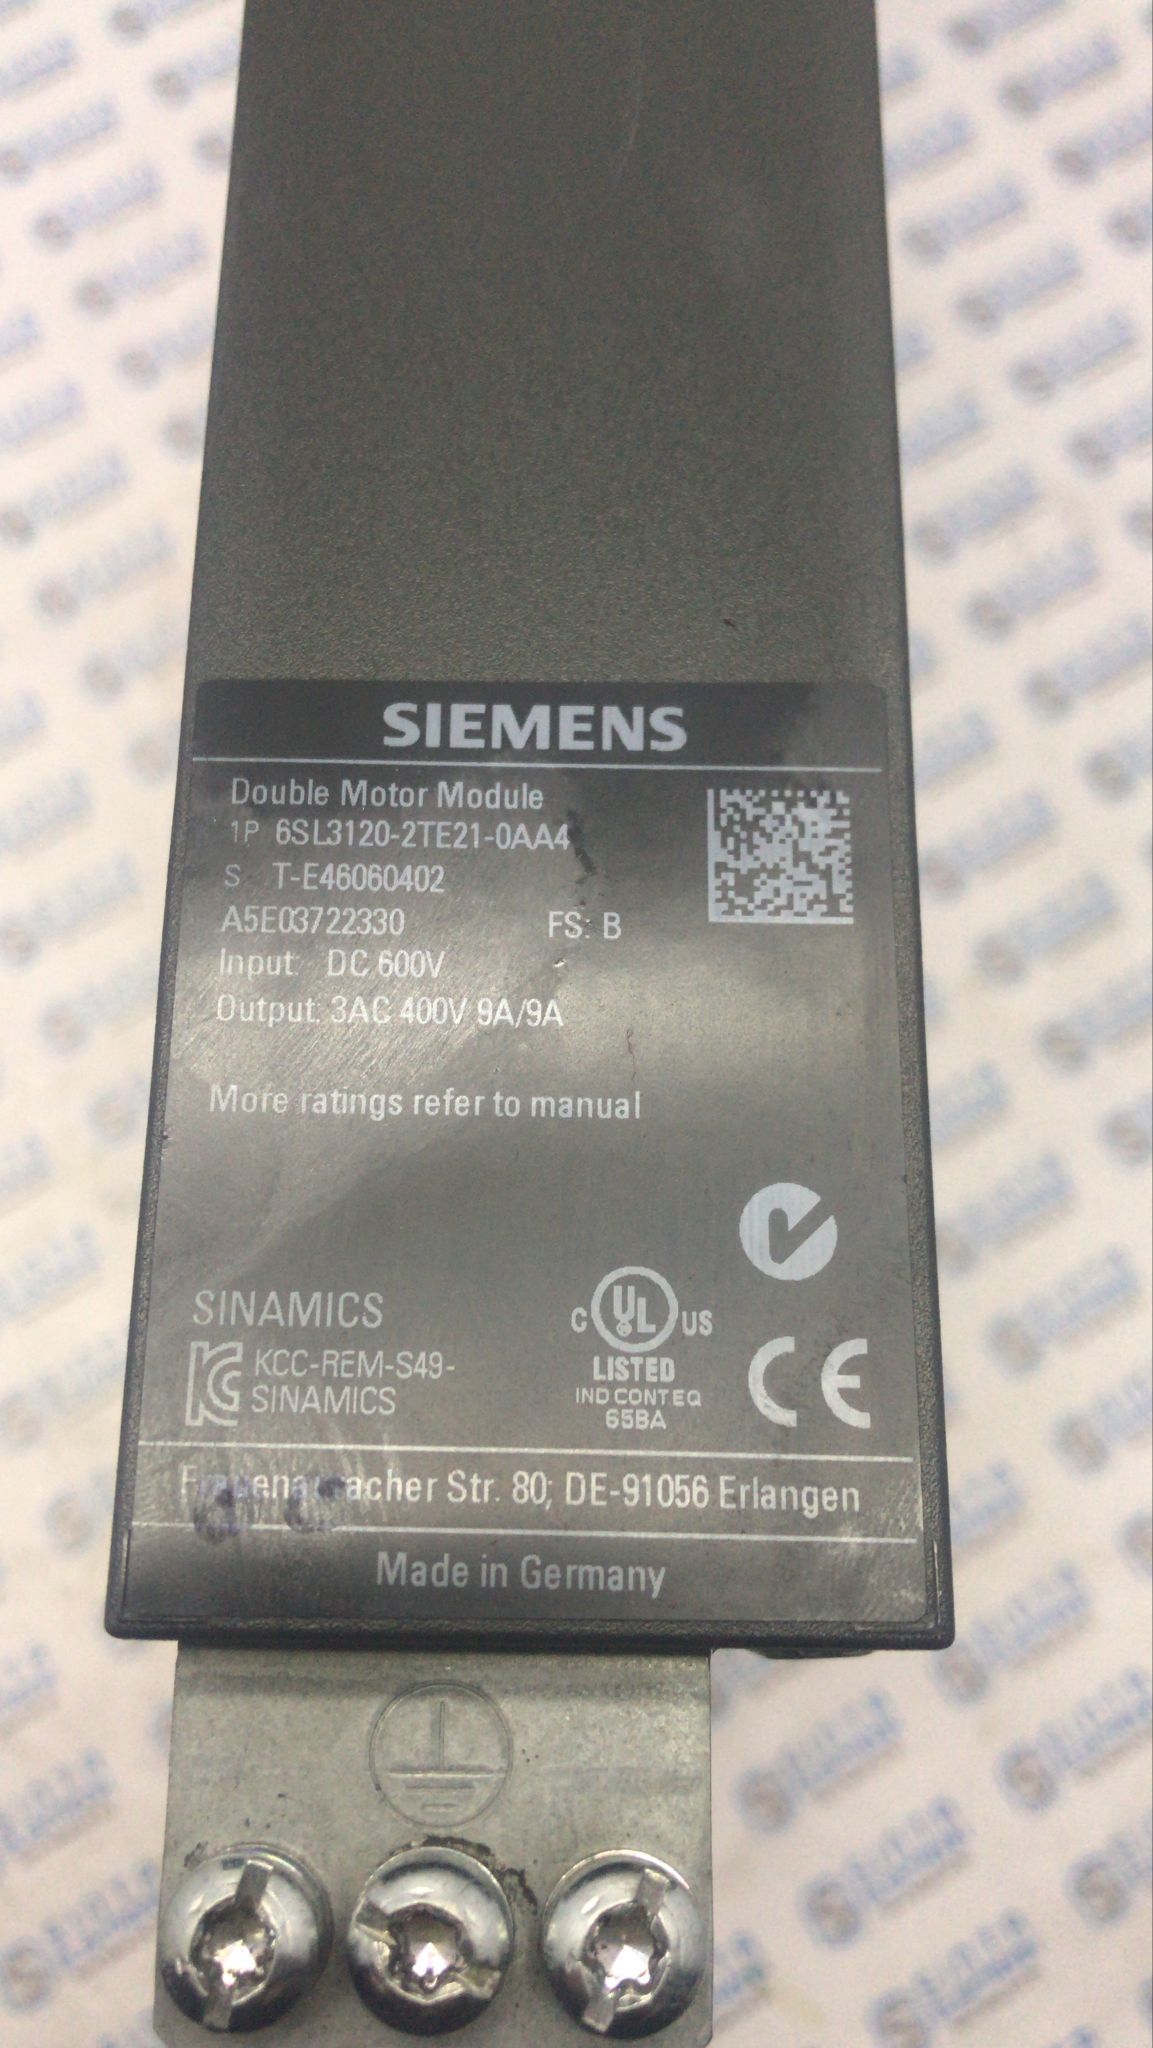 SIEMENS
Double Motor Module
1P 6SL3120-2TE21-0AA4
S T-E46060402
A5E03722330 FS: B
Input: DC 600V
Output: 3AC 400V 9A/9A
More ratings refer to manual
SINAMICS
KCC-REM-S49-
SINAMICS
C UL US
LISTED
IND CONT EQ
65BA
CE
Str. 80; DE-91056 Erlangen
Made in Germany